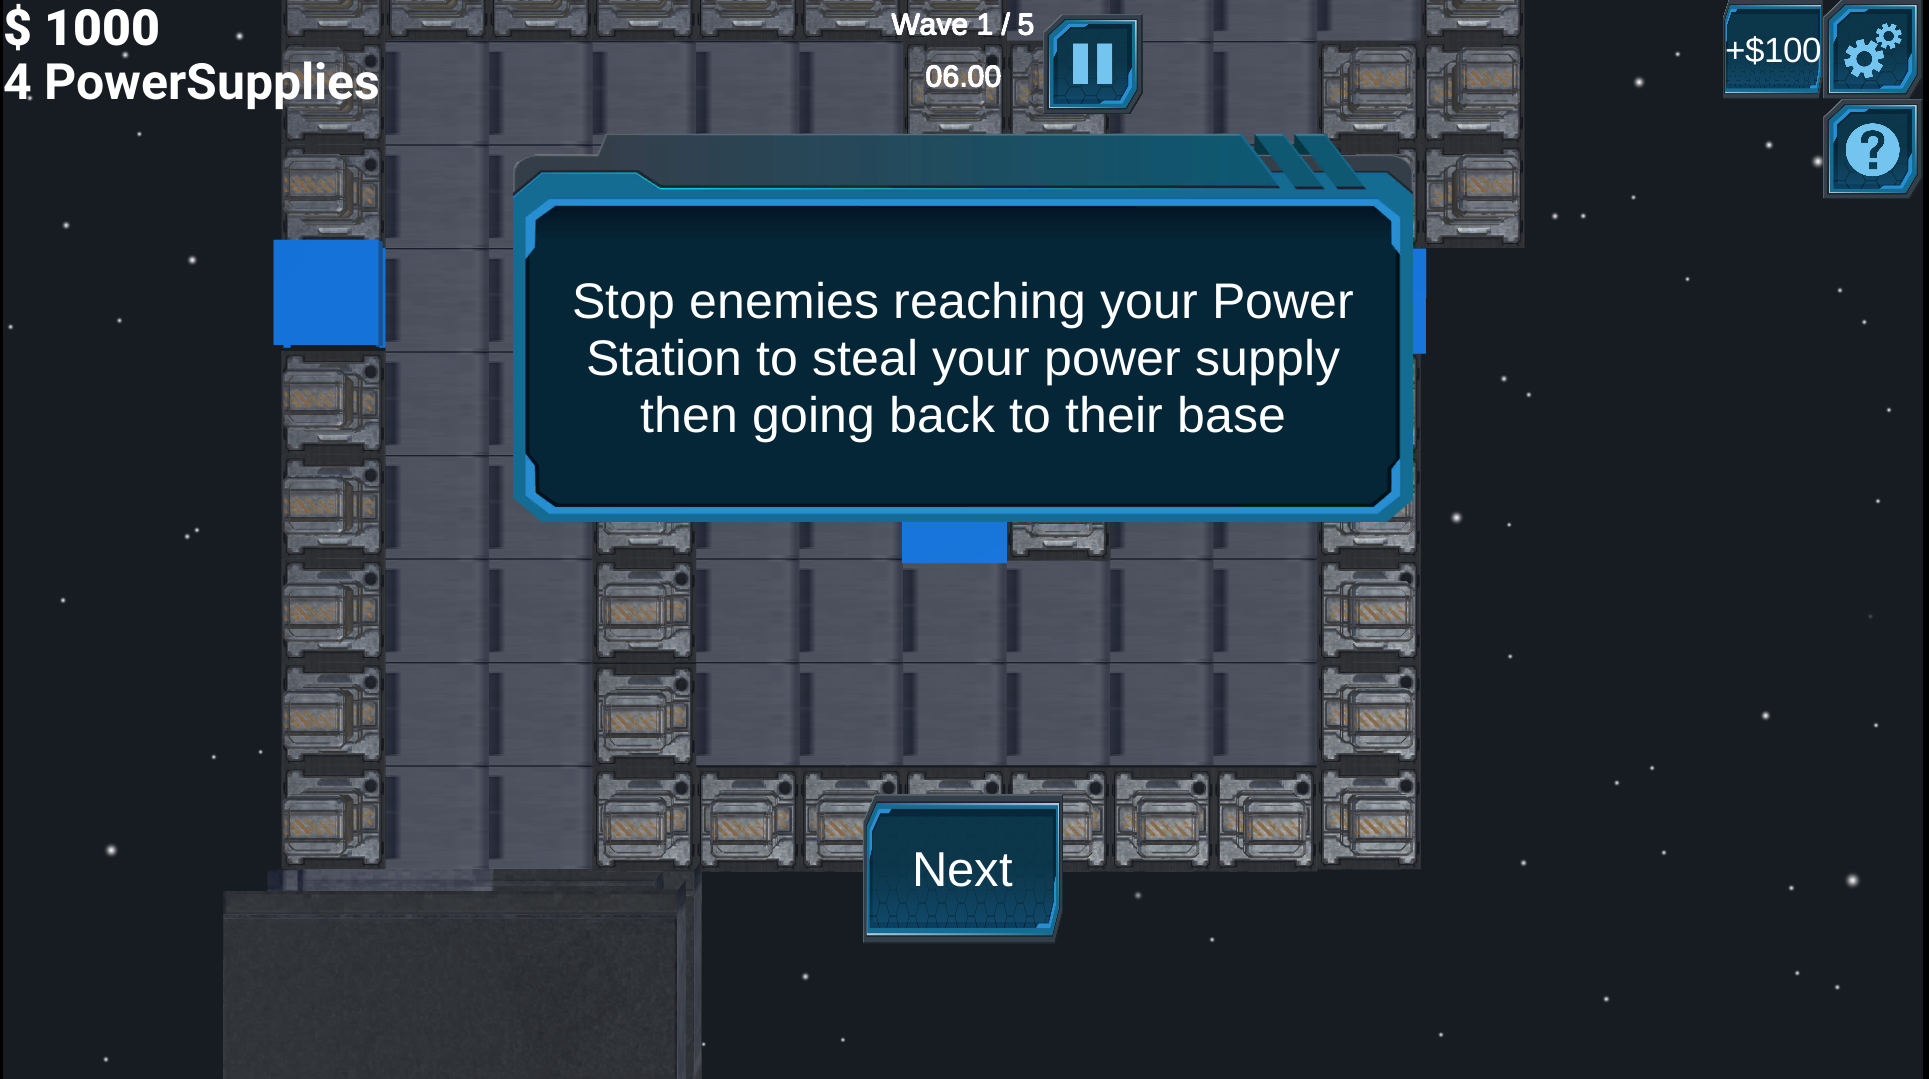 $ 1000
4 PowerSupplies
Wave 1 / 5
06.00
+$100
?
Stop enemies reaching your Power
Station to steal your power supply
then going back to their base
Next